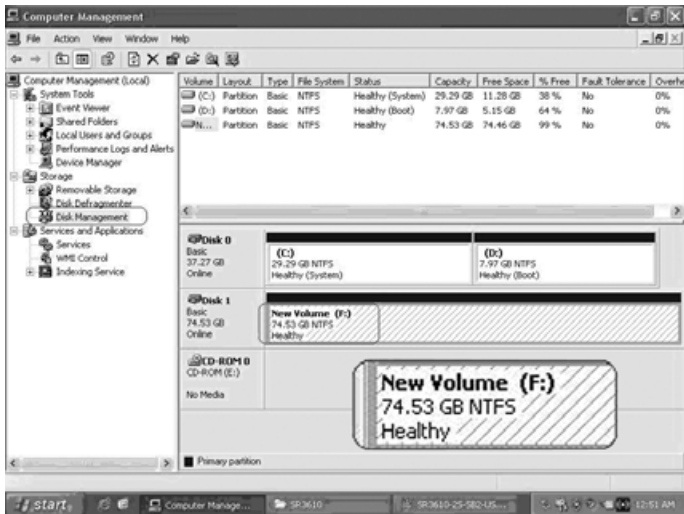 Computer Management
File Action View Window Help
Computer Management (Local)
System Tools
Event Viewer
Shared Folders
Local Users and Groups
Performance Logs and Alerts
Device Manager
Storage
Removable Storage
Disk Defragmenter
Disk Management
Services and Applications
Services
WMI Control
Indexing Service
Volume Layout Type File System Status Capacity Free Space % Free Fault Tolerance Overhe
(C:) Partition Basic NTFS Healthy (System) 29.29 GB 11.28 GB 38 % No 0%
(D:) Partition Basic NTFS Healthy (Boot) 7.97 GB 5.15 GB 64 % No 0%
N... Partition Basic NTFS Healthy 74.53 GB 74.46 GB 99 % No 0%
Disk 0
Basic
37.27 GB
Online
(C:)
29.29 GB NTFS
Healthy (System)
(D:)
7.97 GB NTFS
Healthy (Boot)
Disk 1
Basic
74.53 GB
Online
New Volume (F:)
74.53 GB NTFS
Healthy
CD-ROM 0
CD-ROM (E:)
No Media
New Volume (F:)
74.53 GB NTFS
Healthy
Primary partition
start
Computer Manage...
SR3610
SR3610-2S-SB2-US...
12:51 AM